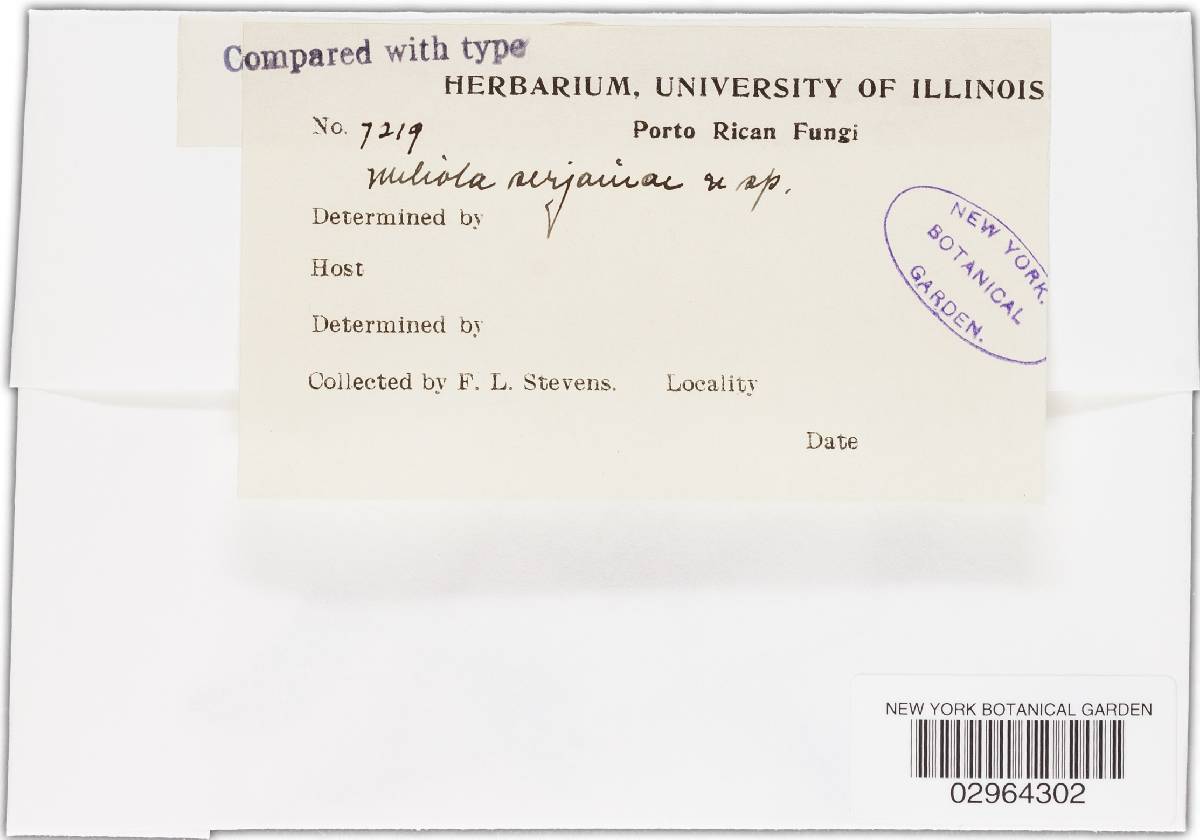 Compared with type
HERBARIUM, UNIVERSITY OF ILLINOIS
No. 7219 Porto Rican Fungi
Meliola serjaniae n sp.
Determined by
Host
Determined by
Collected by F. L. Stevens. Locality
Date
NEW YORK
BOTANICAL
GARDEN.
NEW YORK BOTANICAL GARDEN
02964302